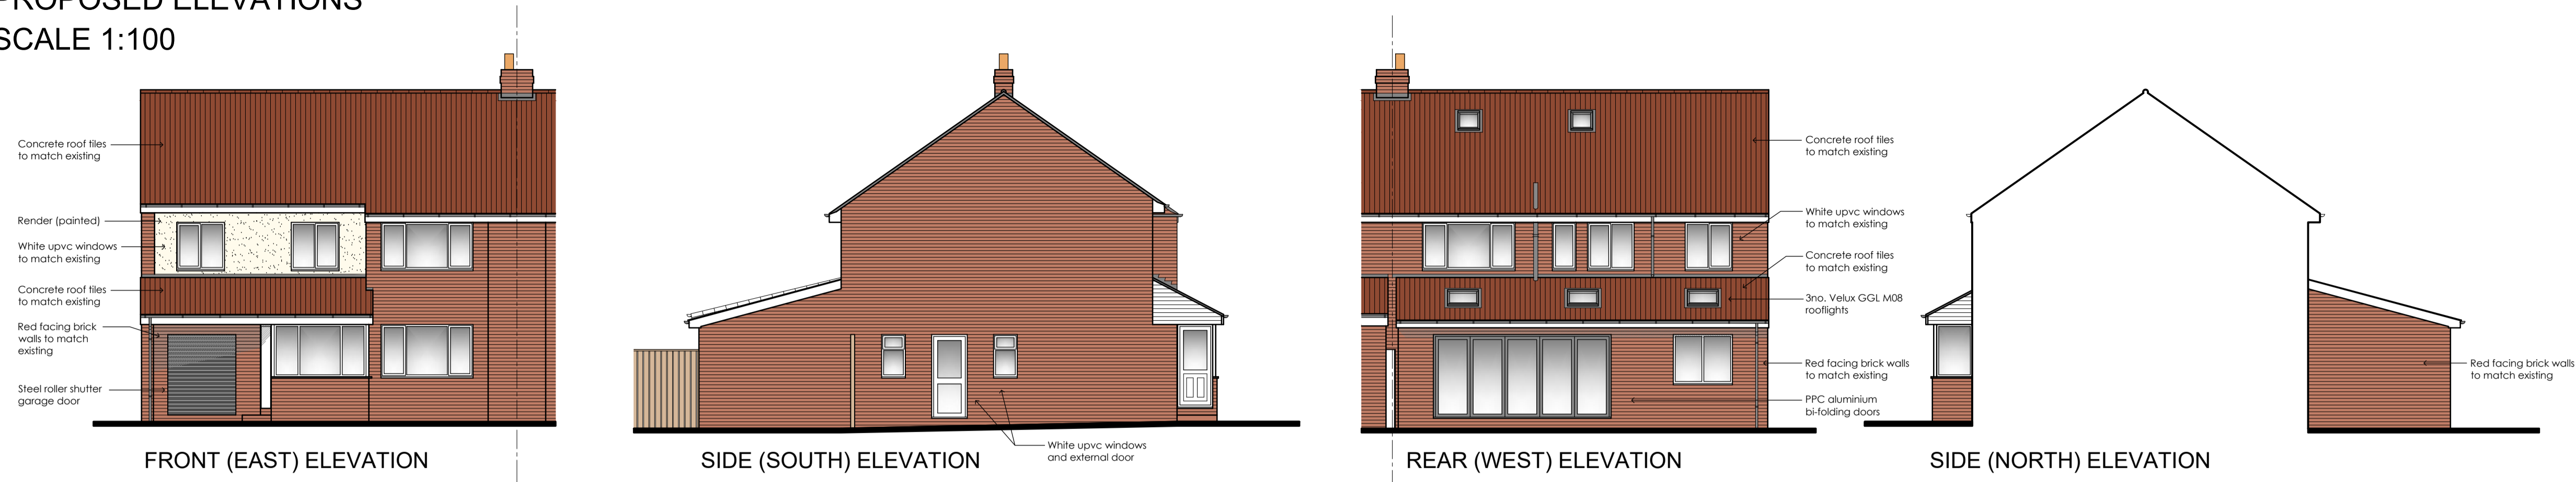 PROPOSED ELEVATIONS
SCALE 1:100
Concrete roof tiles
to match existing
Render (painted)
White upvc windows
to match existing
Concrete roof tiles
to match existing
Red facing brick
walls to match
existing
Steel roller shutter
garage door
FRONT (EAST) ELEVATION
White upvc windows
and external door
SIDE (SOUTH) ELEVATION
Concrete roof tiles
to match existing
White upvc windows
to match existing
Concrete roof tiles
to match existing
3no. Velux GGL M08
rooflights
Red facing brick walls
to match existing
PPC aluminium
bi-folding doors
REAR (WEST) ELEVATION
Red facing brick walls
to match existing
SIDE (NORTH) ELEVATION